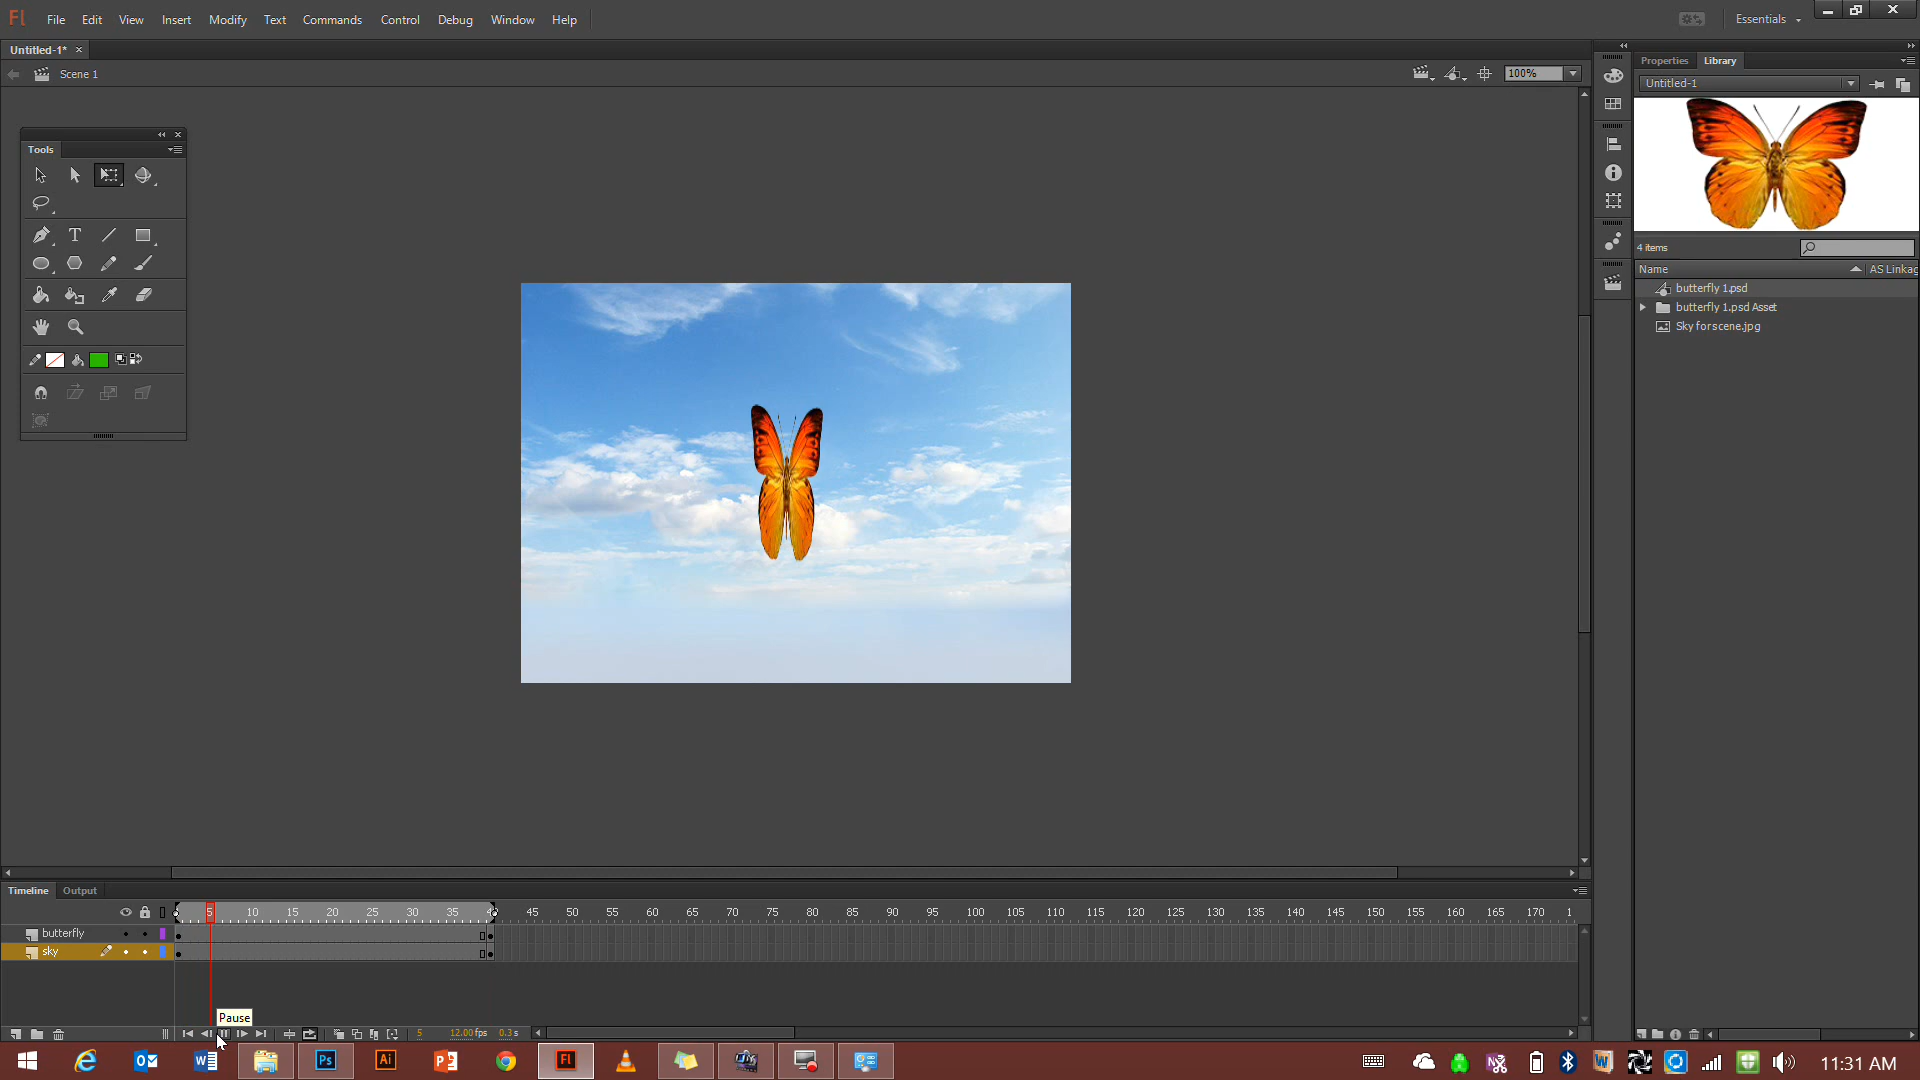 Fl File Edit View Insert Modify Text Commands Control Debug Window Help Essentials
Untitled-1* ×
Scene 1
100%
Properties Library
Untitled-1
Tools
T
4 items
Name AS Linkag
butterfly 1.psd
butterfly 1.psd Asset
Sky forscene.jpg
Timeline Output
5 10 15 20 25 30 35 40 45 50 55 60 65 70 75 80 85 90 95 100 105 110 115 120 125 130 135 140 145 150 155 160 165 170 1
butterfly
sky
Pause
5 12.00 fps 0.3 s
Ps Ai Fl
11:31 AM